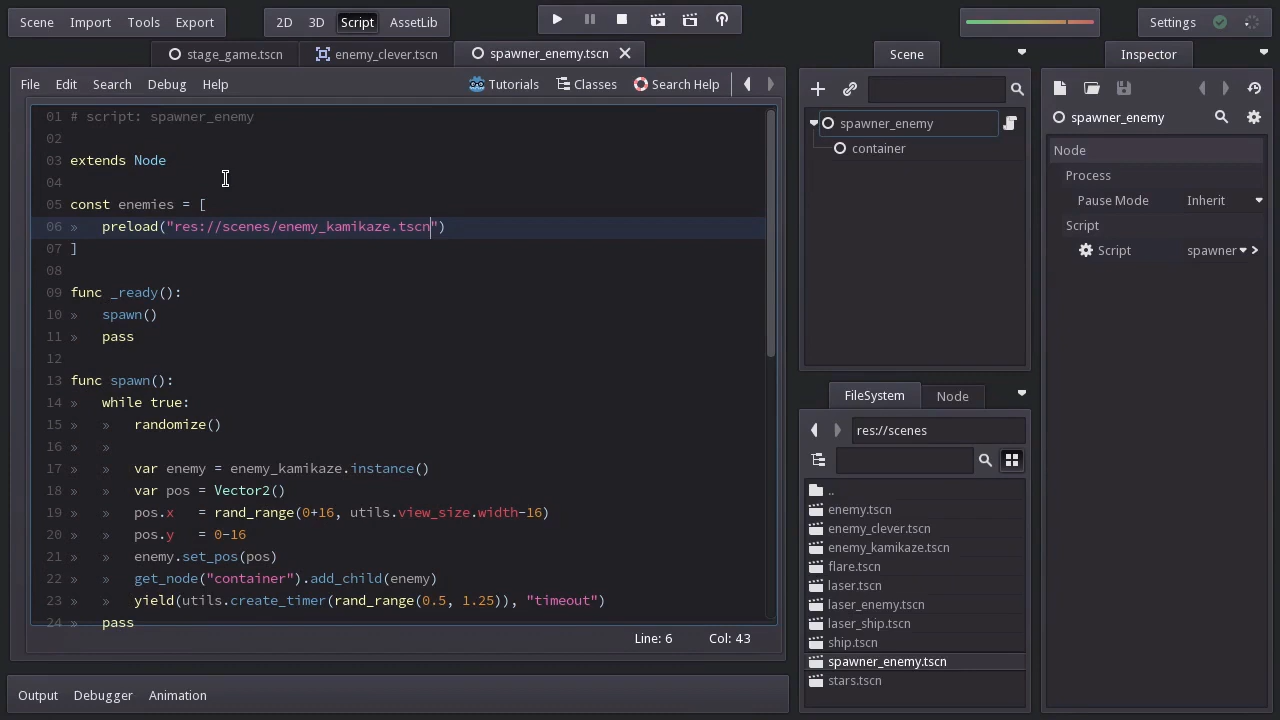 Scene Import Tools Export 2D 3D Script AssetLib Settings
stage_game.tscn enemy_clever.tscn spawner_enemy.tscn
File Edit Search Debug Help Tutorials Classes Search Help
01 # script: spawner_enemy
02
03 extends Node
04
05 const enemies = [
06 » preload("res://scenes/enemy_kamikaze.tscn")
07 ]
08
09 func _ready():
10 » spawn()
11 » pass
12
13 func spawn():
14 » while true:
15 » » randomize()
16 » »
17 » » var enemy = enemy_kamikaze.instance()
18 » » var pos = Vector2()
19 » » pos.x   = rand_range(0+16, utils.view_size.width-16)
20 » » pos.y   = 0-16
21 » » enemy.set_pos(pos)
22 » » get_node("container").add_child(enemy)
23 » » yield(utils.create_timer(rand_range(0.5, 1.25)), "timeout")
24 » pass
Line: 6 Col: 43
Output Debugger Animation
Scene
spawner_enemy
container
FileSystem Node
res://scenes
..
enemy.tscn
enemy_clever.tscn
enemy_kamikaze.tscn
flare.tscn
laser.tscn
laser_enemy.tscn
laser_ship.tscn
ship.tscn
spawner_enemy.tscn
stars.tscn
Inspector
spawner_enemy
Node
Process
Pause Mode Inherit
Script
Script spawner